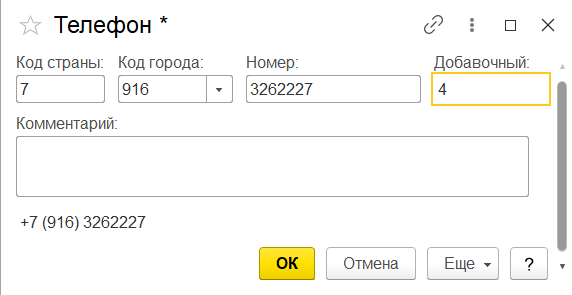 Телефон *
Код страны: Код города: Номер: Добавочный:
7 916 3262227 4
Комментарий:
+7 (916) 3262227
ОК Отмена Еще ?